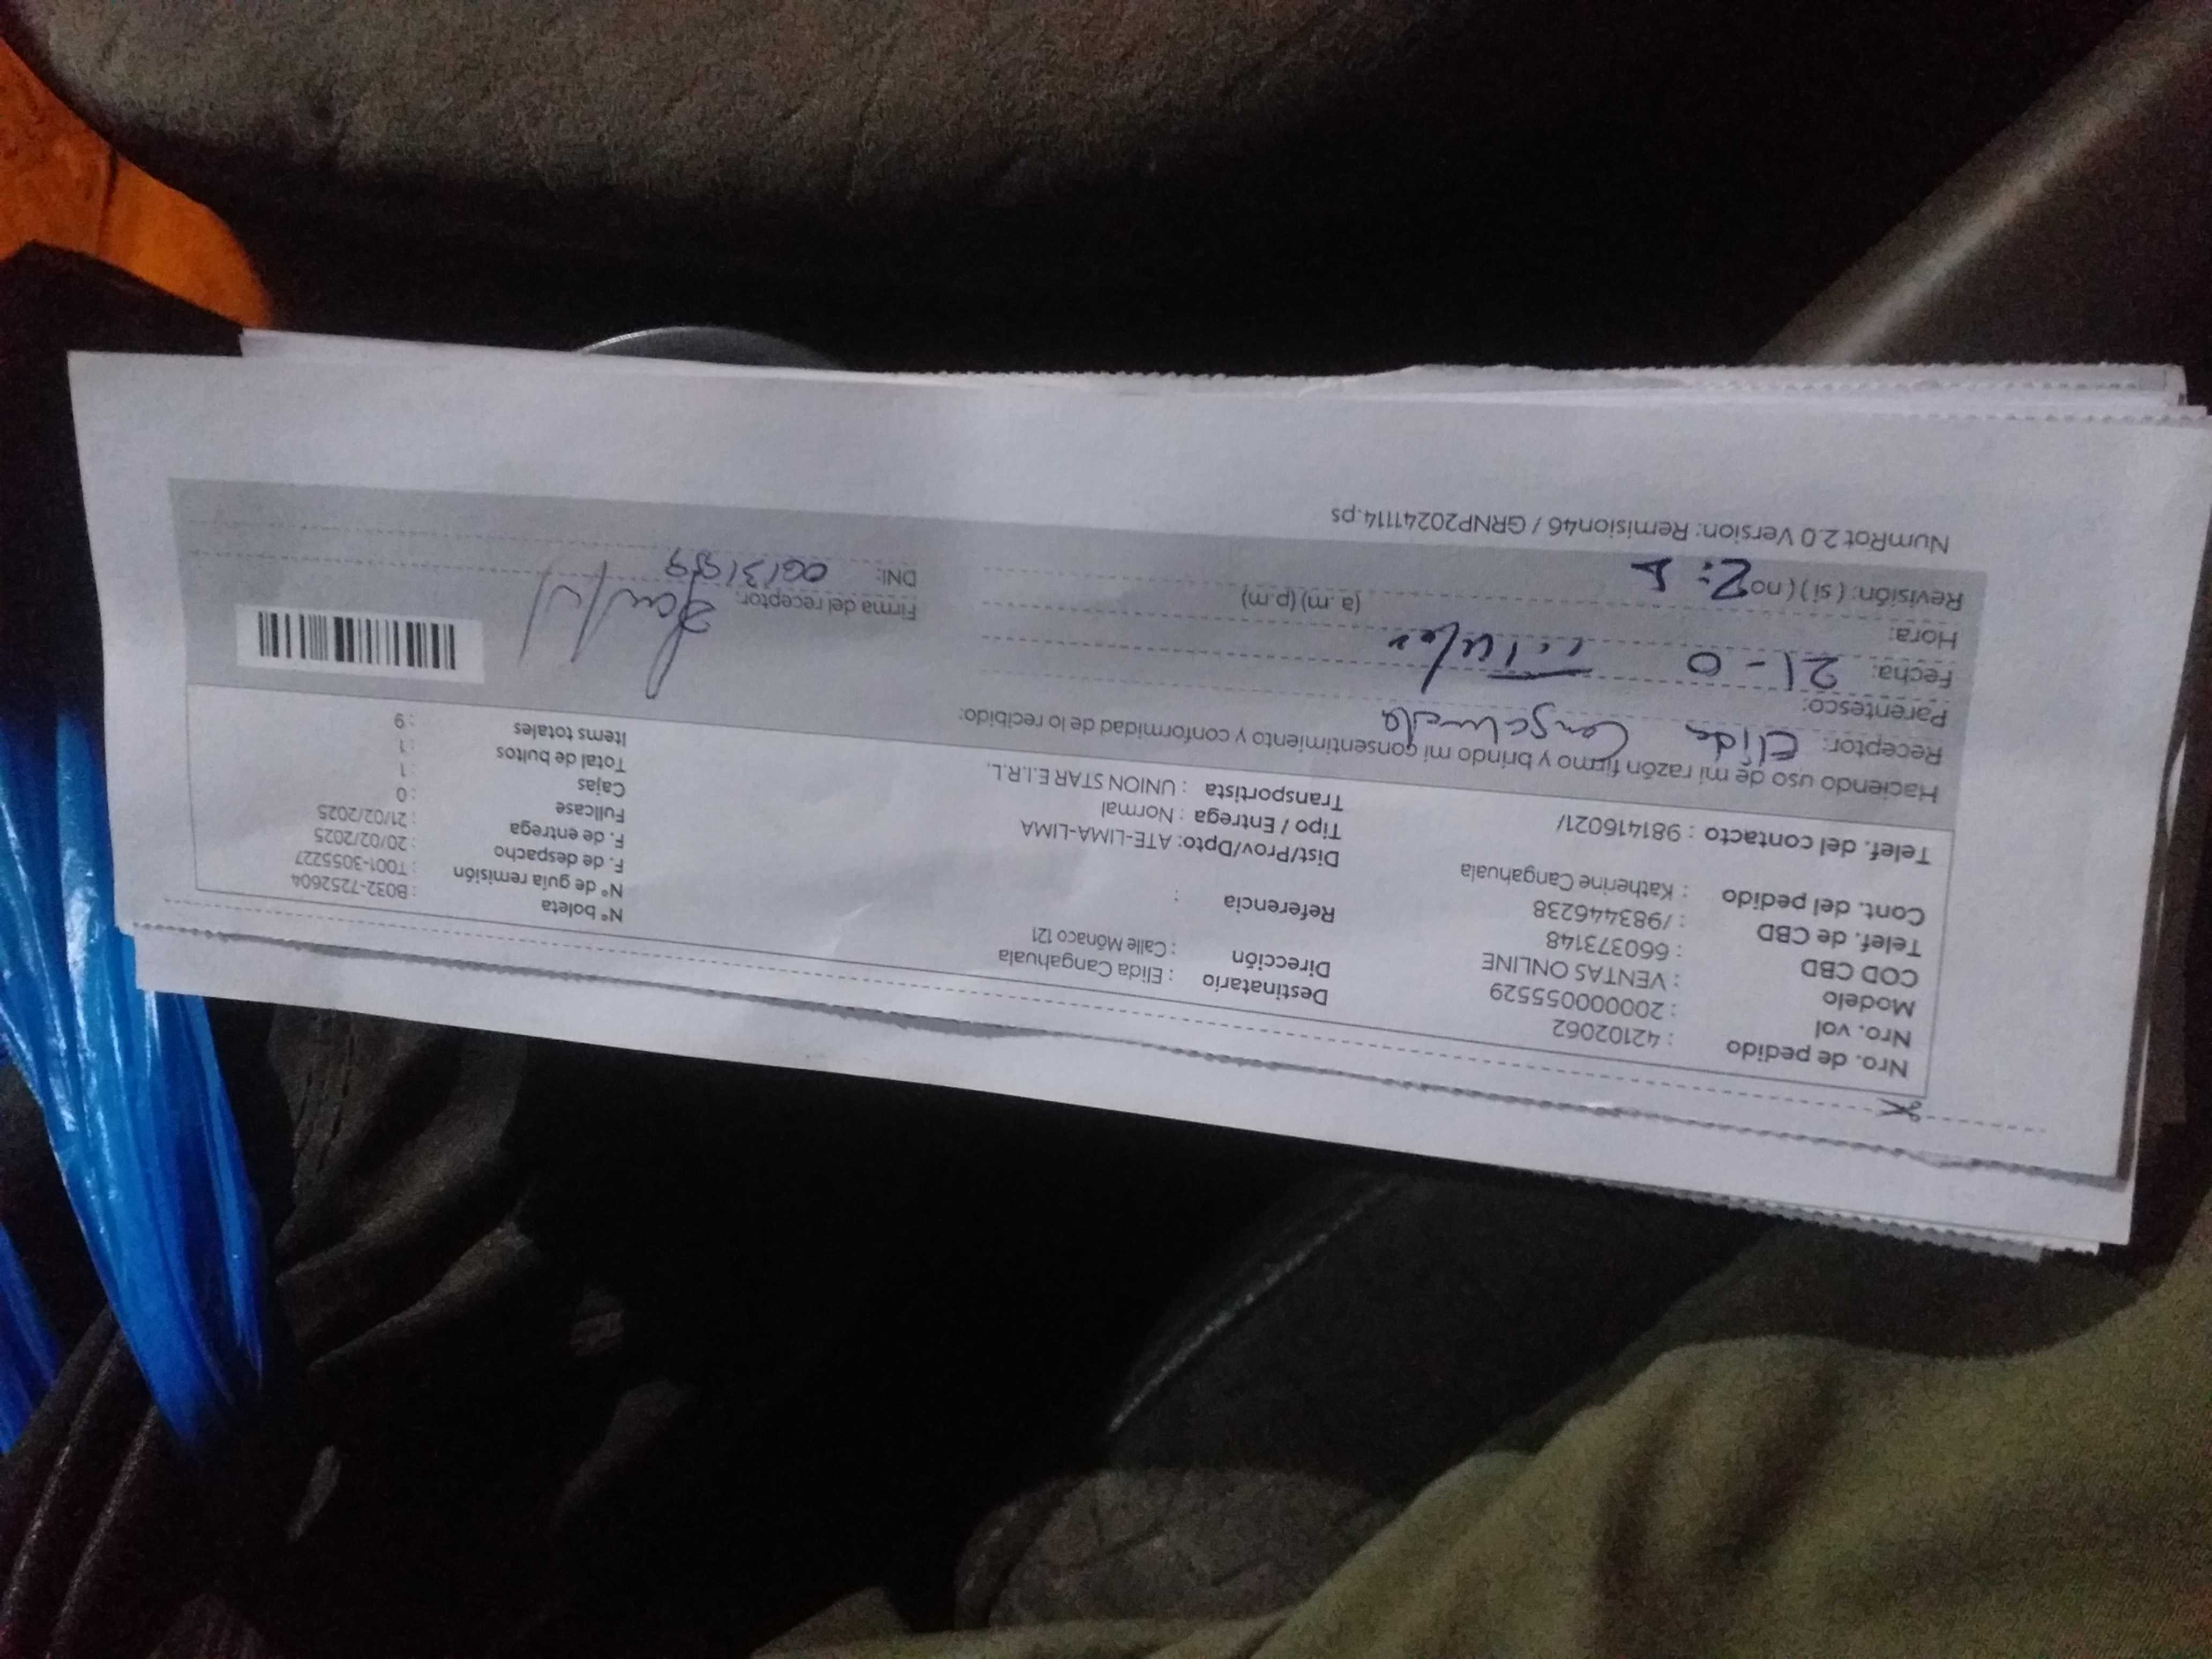 Nro. de pedido : 42102062
Nro. vol : 20000055529
Modelo : VENTAS ONLINE
COD CBD : 660373148
Telef. de CBD : /983446238
Cont. del pedido : Katherine Cangahuala
Telef. del contacto : 981416021/
Destinatario : Elida Cangahuala
Dirección : Calle Mónaco 121
Referencia :
Dist/Prov/Dpto: ATE-LIMA-LIMA
Tipo / Entrega : Normal
Transportista : UNION STAR E.I.R.L.
N° boleta : B032-7252604
N° de guía remisión : T001-3055227
F. de despacho : 20/02/2025
F. de entrega : 21/02/2025
Fullcase : 0
Cajas : 1
Total de bultos : 1
Items totales : 9
Haciendo uso de mi razón firmo y brindo mi consentimiento y conformidad de lo recibido:
Receptor: Elida Cangahuala
Parentesco: Titular
Fecha: 21-0
Hora: (a.m) (p.m)
Revisión: ( si ) ( no
Firma del receptor:
DNI:
NumRot 2.0 Version: Remision46 / GRNP20241114.ps